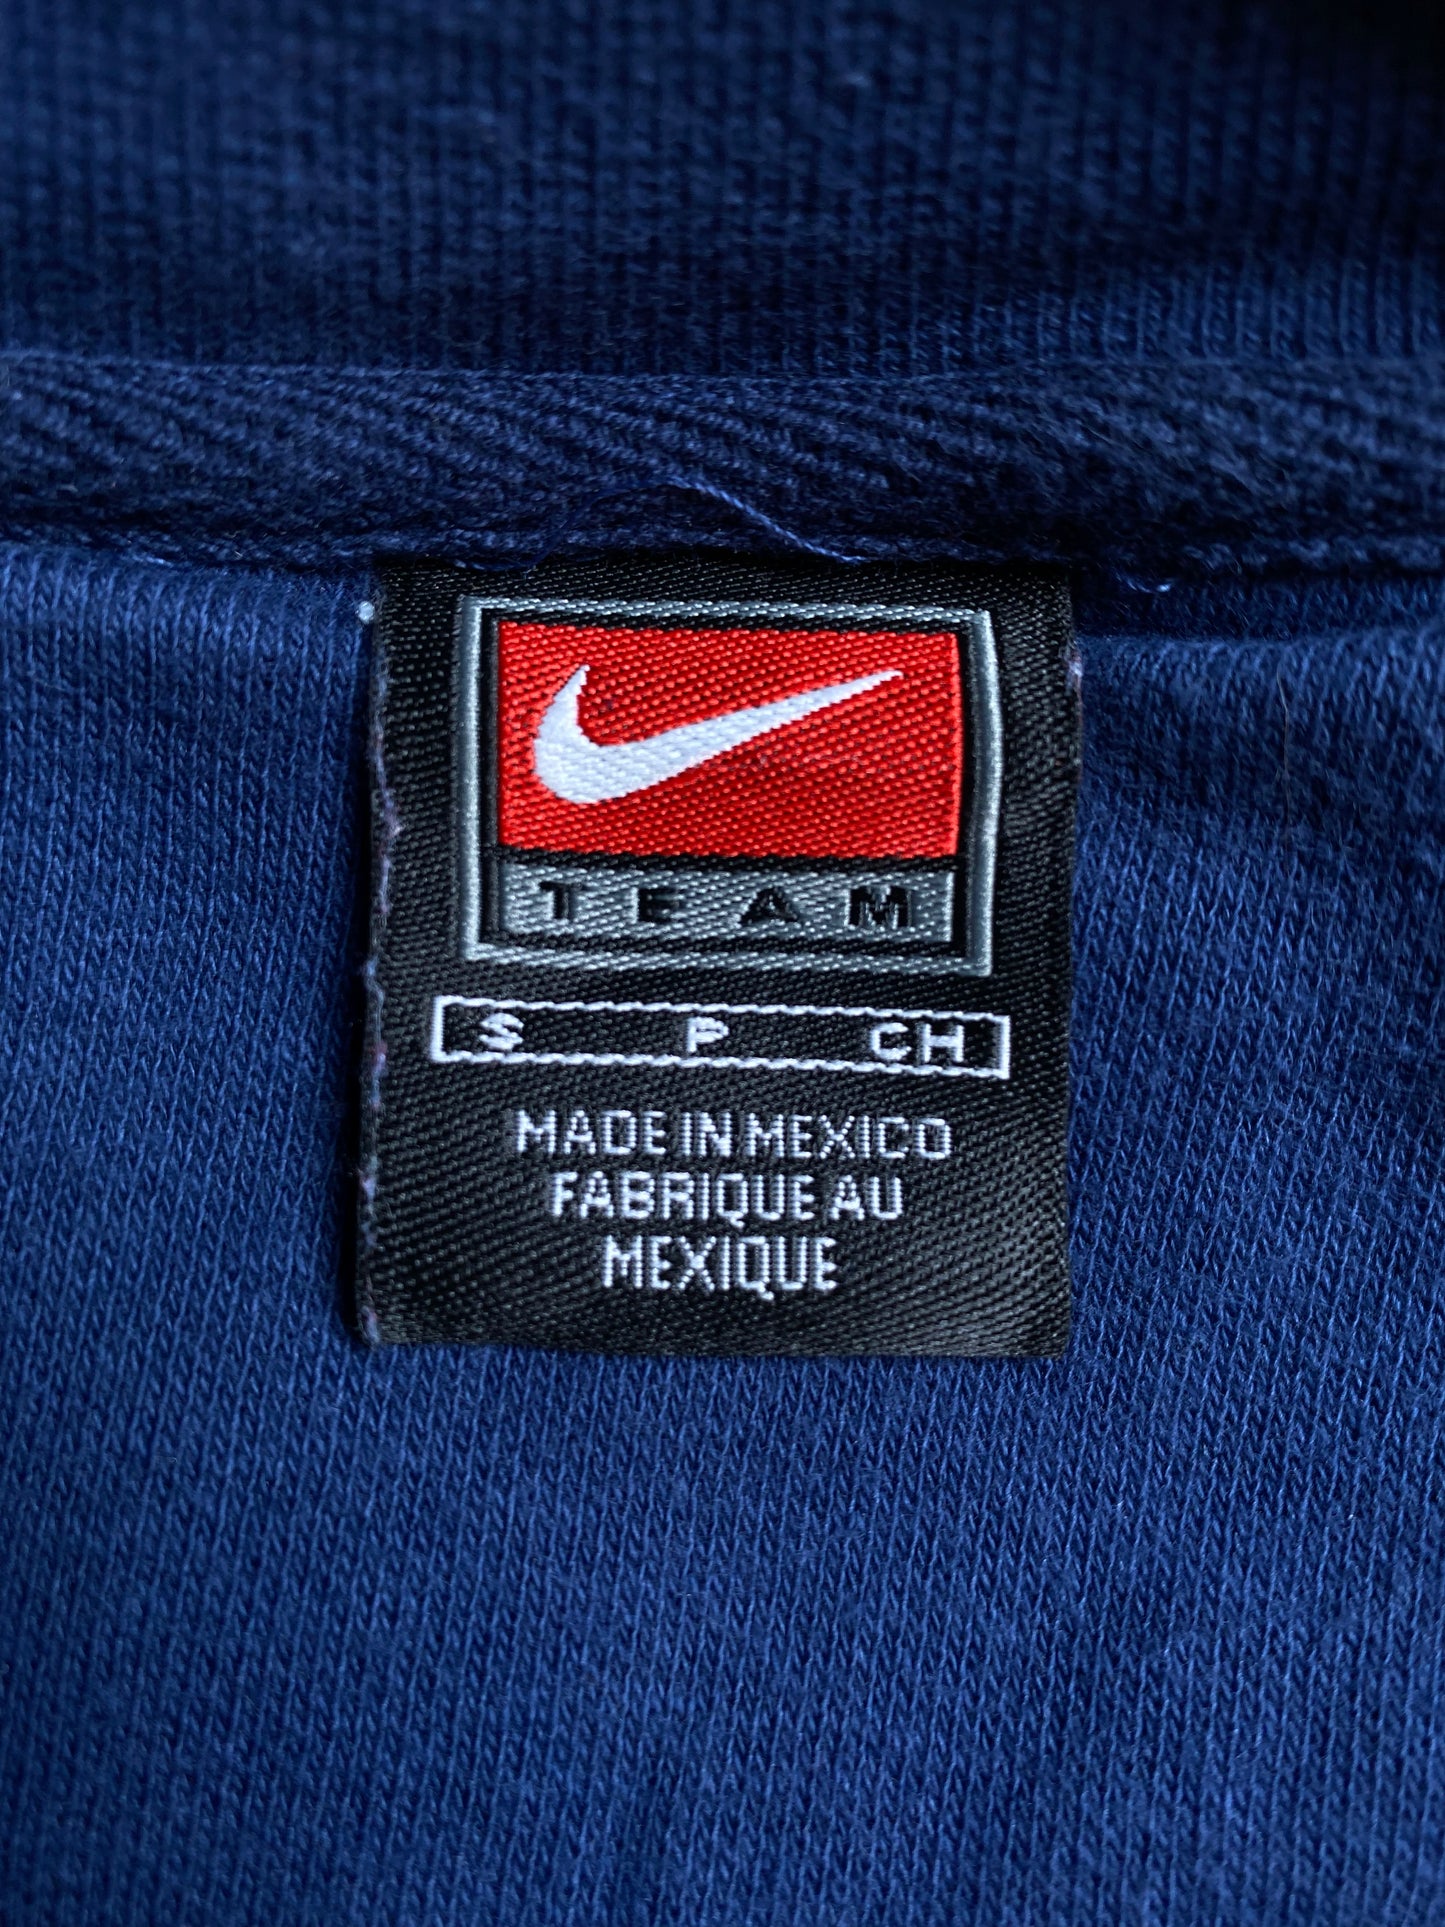 TEAM
S P CH
MADE IN MEXICO
FABRIQUE AU
MEXIQUE